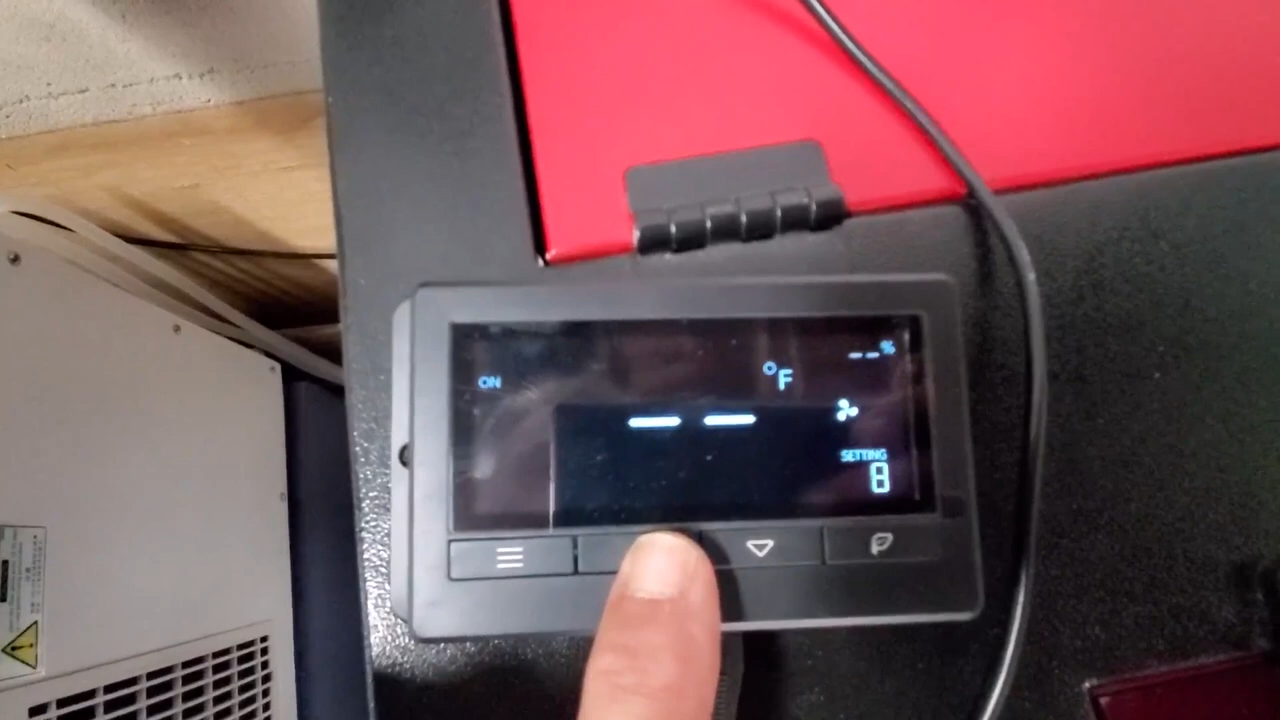 --%
ON
°F
-- --
SETTING
8